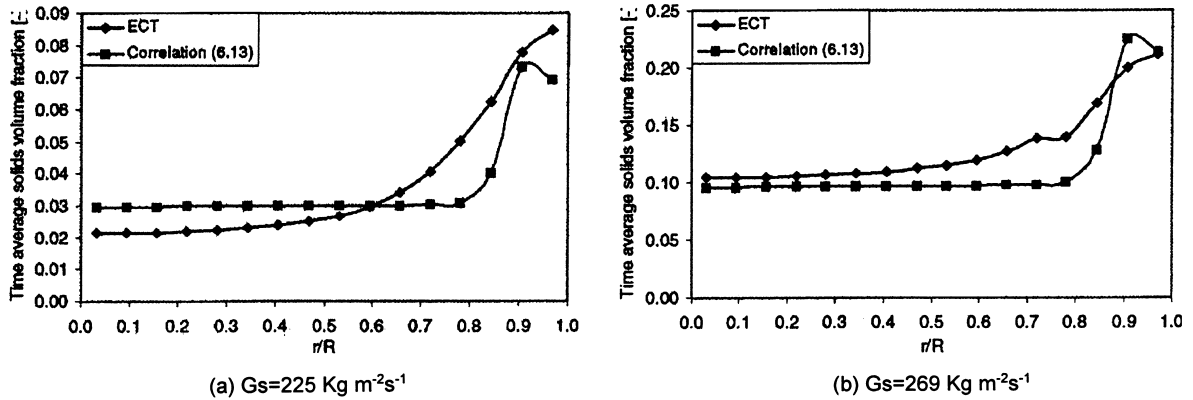 Time average solids volume fraction [-
0.09
0.08
0.07
0.06
0.05
0.04
0.03
0.02
0.01
0.00
ECT
Correlation (6.13)
0.0 0.1 0.2 0.3 0.4 0.5 0.6 0.7 0.8 0.9 1.0
r/R
(a) Gs=225 Kg m⁻²s⁻¹
Time average solids volume fraction [-
0.25
0.20
0.15
0.10
0.05
0.00
ECT
Correlation (6.13)
0.0 0.1 0.2 0.3 0.4 0.5 0.6 0.7 0.8 0.9 1.0
r/R
(b) Gs=269 Kg m⁻²s⁻¹